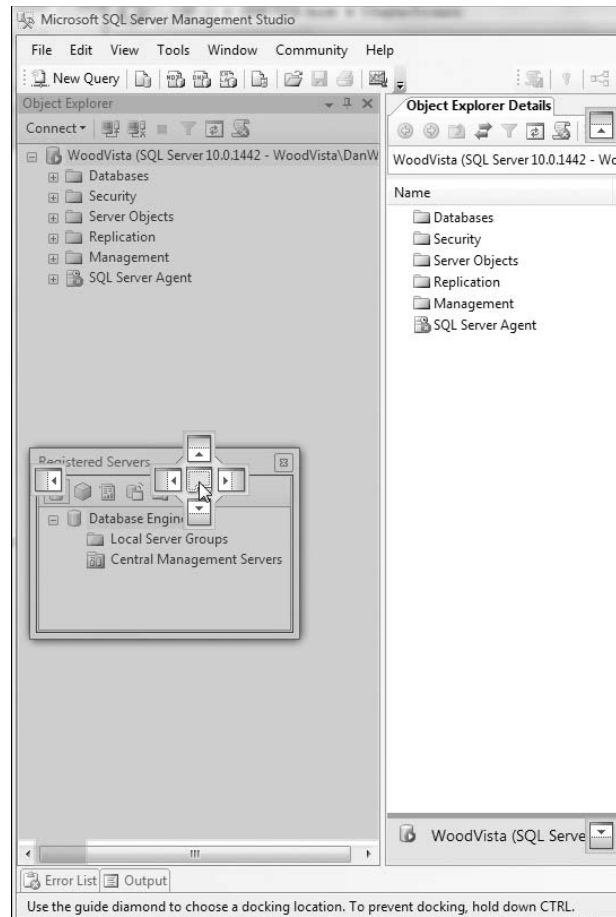 Microsoft SQL Server Management Studio
File Edit View Tools Window Community Help
New Query
Object Explorer
Connect
WoodVista (SQL Server 10.0.1442 - WoodVista\DanW
Databases
Security
Server Objects
Replication
Management
SQL Server Agent
Registered Servers
Database Engin
Local Server Groups
Central Management Servers
Object Explorer Details
WoodVista (SQL Server 10.0.1442 - Wo
Name
Databases
Security
Server Objects
Replication
Management
SQL Server Agent
WoodVista (SQL Serve
Error List Output
Use the guide diamond to choose a docking location. To prevent docking, hold down CTRL.